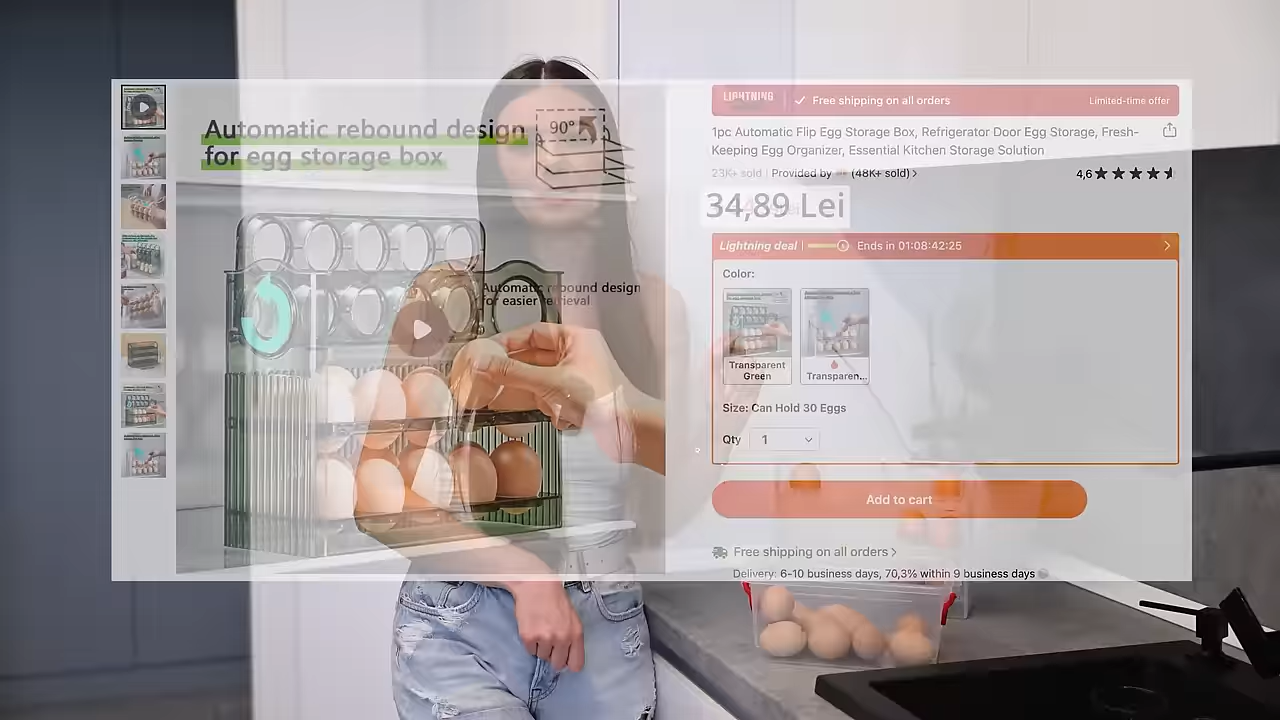 Automatic rebound design
for egg storage box
90°
Automatic rebound design
for easier retrieval
LIGHTNING
Free shipping on all orders
Limited-time offer
1pc Automatic Flip Egg Storage Box, Refrigerator Door Egg Storage, Fresh-
Keeping Egg Organizer, Essential Kitchen Storage Solution
23K+ sold | Provided by (48K+ sold) >
4,6
34,89 Lei
Lightning deal | Ends in 01:08:42:25
Color:
Transparent
Green
Transparen...
Size: Can Hold 30 Eggs
Qty 1
Add to cart
Free shipping on all orders >
Delivery: 6-10 business days, 70,3% within 9 business days